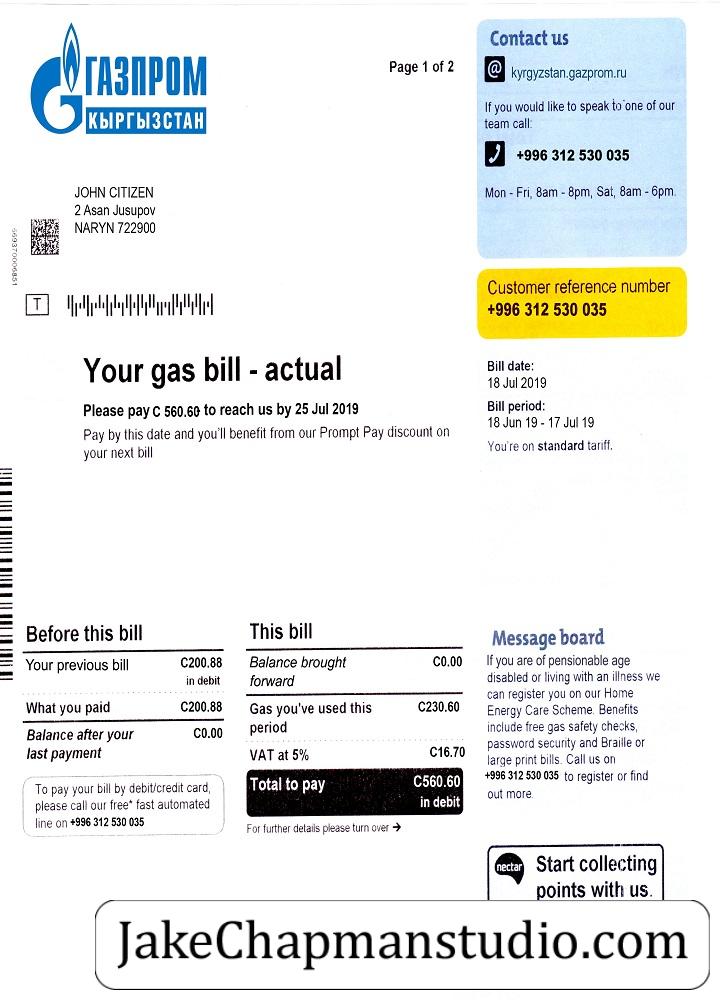 ГАЗПРОМ
КЫРГЫЗСТАН
Page 1 of 2
Contact us
@ kyrgyzstan.gazprom.ru
If you would like to speak to one of our
team call:
+996 312 530 035
Mon - Fri, 8am - 8pm, Sat, 8am - 6pm.
JOHN CITIZEN
2 Asan Jusupov
NARYN 722900
T
Customer reference number
+996 312 530 035
Your gas bill - actual
Please pay C 560.60 to reach us by 25 Jul 2019
Pay by this date and you'll benefit from our Prompt Pay discount on
your next bill
Bill date:
18 Jul 2019
Bill period:
18 Jun 19 - 17 Jul 19
You're on standard tariff.
Before this bill
Your previous bill C200.88
in debit
What you paid C200.88
Balance after your C0.00
last payment
To pay your bill by debit/credit card,
please call our free* fast automated
line on +996 312 530 035
This bill
Balance brought C0.00
forward
Gas you've used this C230.60
period
VAT at 5% C16.70
Total to pay C560.60
in debit
For further details please turn over →
Message board
If you are of pensionable age
disabled or living with an illness we
can register you on our Home
Energy Care Scheme. Benefits
include free gas safety checks,
password security and Braille or
large print bills. Call us on
+996 312 530 035 to register or find
out more.
nectar
Start collecting
points with us.
JakeChapmanstudio.com